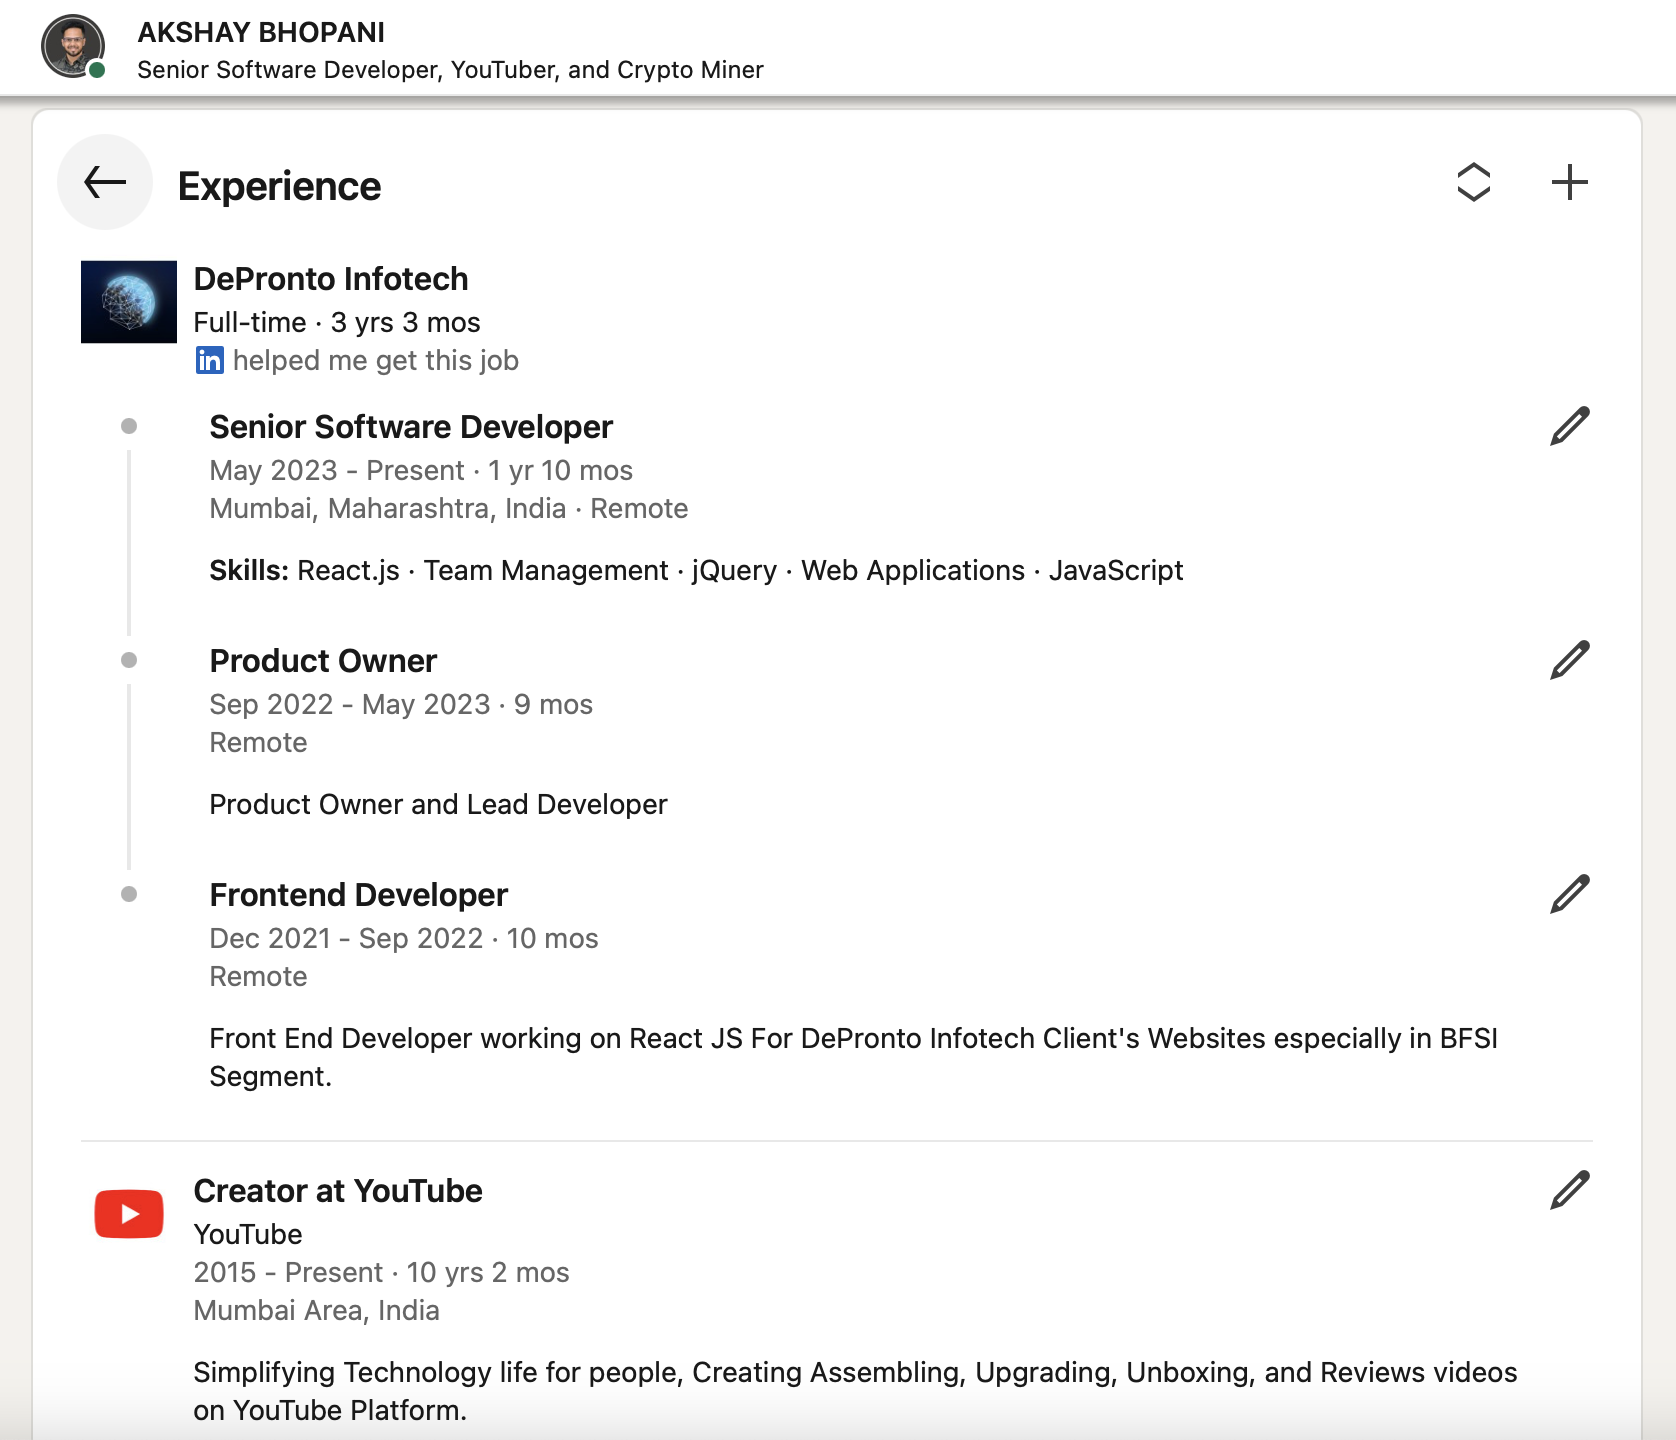 AKSHAY BHOPANI
Senior Software Developer, YouTuber, and Crypto Miner
Experience
DePronto Infotech
Full-time · 3 yrs 3 mos
in helped me get this job
Senior Software Developer
May 2023 - Present · 1 yr 10 mos
Mumbai, Maharashtra, India · Remote
Skills: React.js · Team Management · jQuery · Web Applications · JavaScript
Product Owner
Sep 2022 - May 2023 · 9 mos
Remote
Product Owner and Lead Developer
Frontend Developer
Dec 2021 - Sep 2022 · 10 mos
Remote
Front End Developer working on React JS For DePronto Infotech Client's Websites especially in BFSI
Segment.
Creator at YouTube
YouTube
2015 - Present · 10 yrs 2 mos
Mumbai Area, India
Simplifying Technology life for people, Creating Assembling, Upgrading, Unboxing, and Reviews videos
on YouTube Platform.